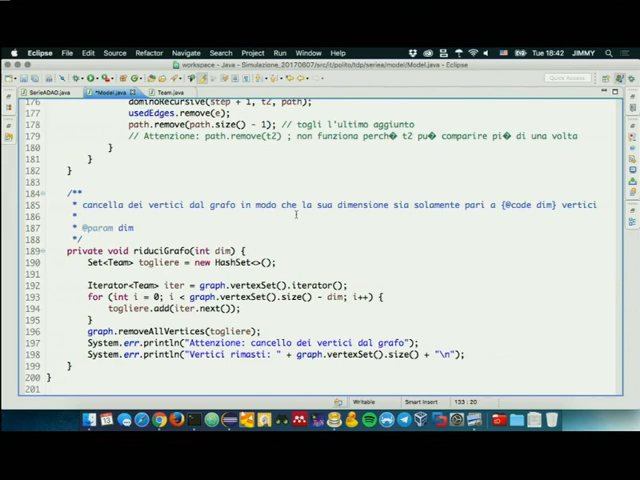 Eclipse File Edit Source Refactor Navigate Search Project Run Window Help Tue 18:42 JIMMY
workspace - Java - Simulazione_20170807/src/it/polito/tdp/seriea/model/Model.java - Eclipse
Quick Access
SerieADAO.java *Model.java Team.java
176 dominoRecursive(step + 1, t2, path);
177 usedEdges.remove(e);
178 path.remove(path.size() - 1); // togli l'ultimo aggiunto
179 // Attenzione: path.remove(t2) ; non funziona perch� t2 pu� comparire pi� di una volta
180 }
181 }
182 }
183
184 /**
185 * cancella dei vertici dal grafo in modo che la sua dimensione sia solamente pari a {@code dim} vertici
186 *
187 * @param dim
188 */
189 private void riduciGrafo(int dim) {
190 Set<Team> togliere = new HashSet<>();
191
192 Iterator<Team> iter = graph.vertexSet().iterator();
193 for (int i = 0; i < graph.vertexSet().size() - dim; i++) {
194 togliere.add(iter.next());
195 }
196 graph.removeAllVertices(togliere);
197 System.err.println("Attenzione: cancello dei vertici dal grafo");
198 System.err.println("Vertici rimasti: " + graph.vertexSet().size() + "\n");
199 }
200 }
201
Writable Smart Insert 133 : 20